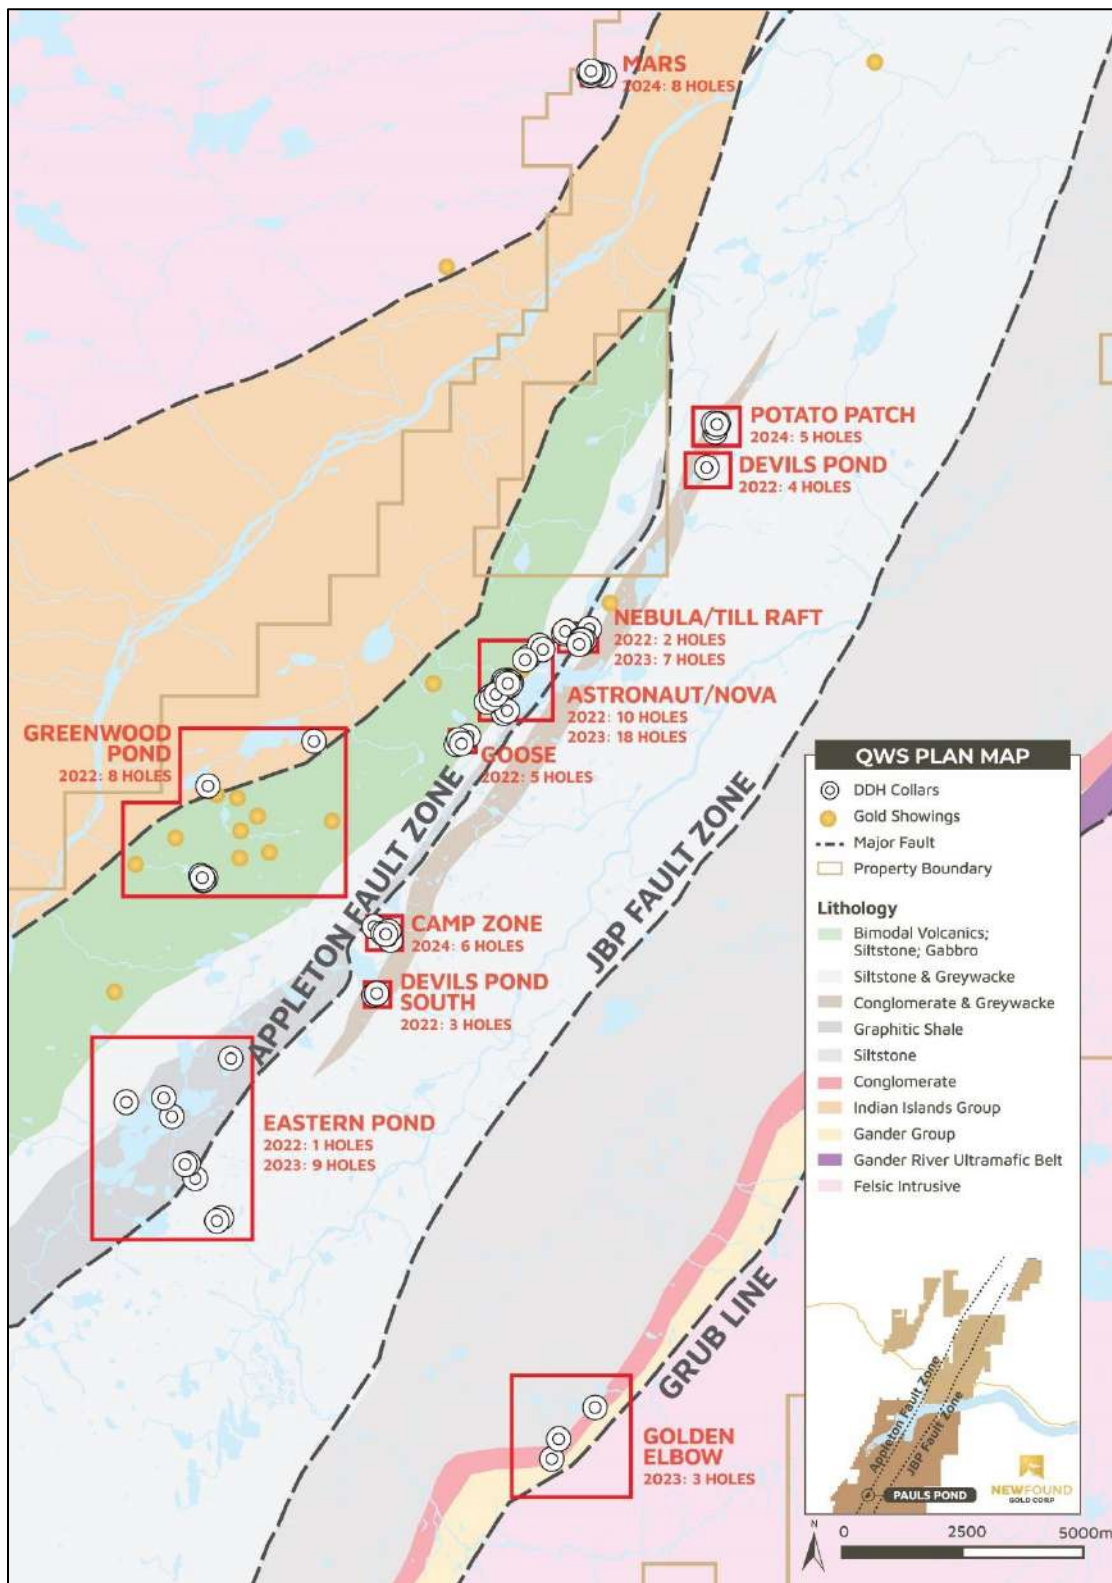 MARS
2024: 8 HOLES
POTATO PATCH
2024: 5 HOLES
DEVILS POND
2022: 4 HOLES
NEBULA/TILL RAFT
2022: 2 HOLES
2023: 7 HOLES
ASTRONAUT/NOVA
2022: 10 HOLES
2023: 18 HOLES
GREENWOOD
POND
2022: 8 HOLES
GOOSE
2022: 5 HOLES
APPLETON FAULT ZONE
JBP FAULT ZONE
CAMP ZONE
2024: 6 HOLES
DEVILS POND
SOUTH
2022: 3 HOLES
EASTERN POND
2022: 1 HOLES
2023: 9 HOLES
GRUB LINE
GOLDEN
ELBOW
2023: 3 HOLES
QWS PLAN MAP
DDH Collars
Gold Showings
Major Fault
Property Boundary
Lithology
Bimodal Volcanics;
Siltstone; Gabbro
Siltstone & Greywacke
Conglomerate & Greywacke
Graphitic Shale
Siltstone
Conglomerate
Indian Islands Group
Gander Group
Gander River Ultramafic Belt
Felsic Intrusive
Appleton Fault Zone
JBP Fault Zone
PAULS POND
NEWFOUND
GOLD CORP
N
0 2500 5000m